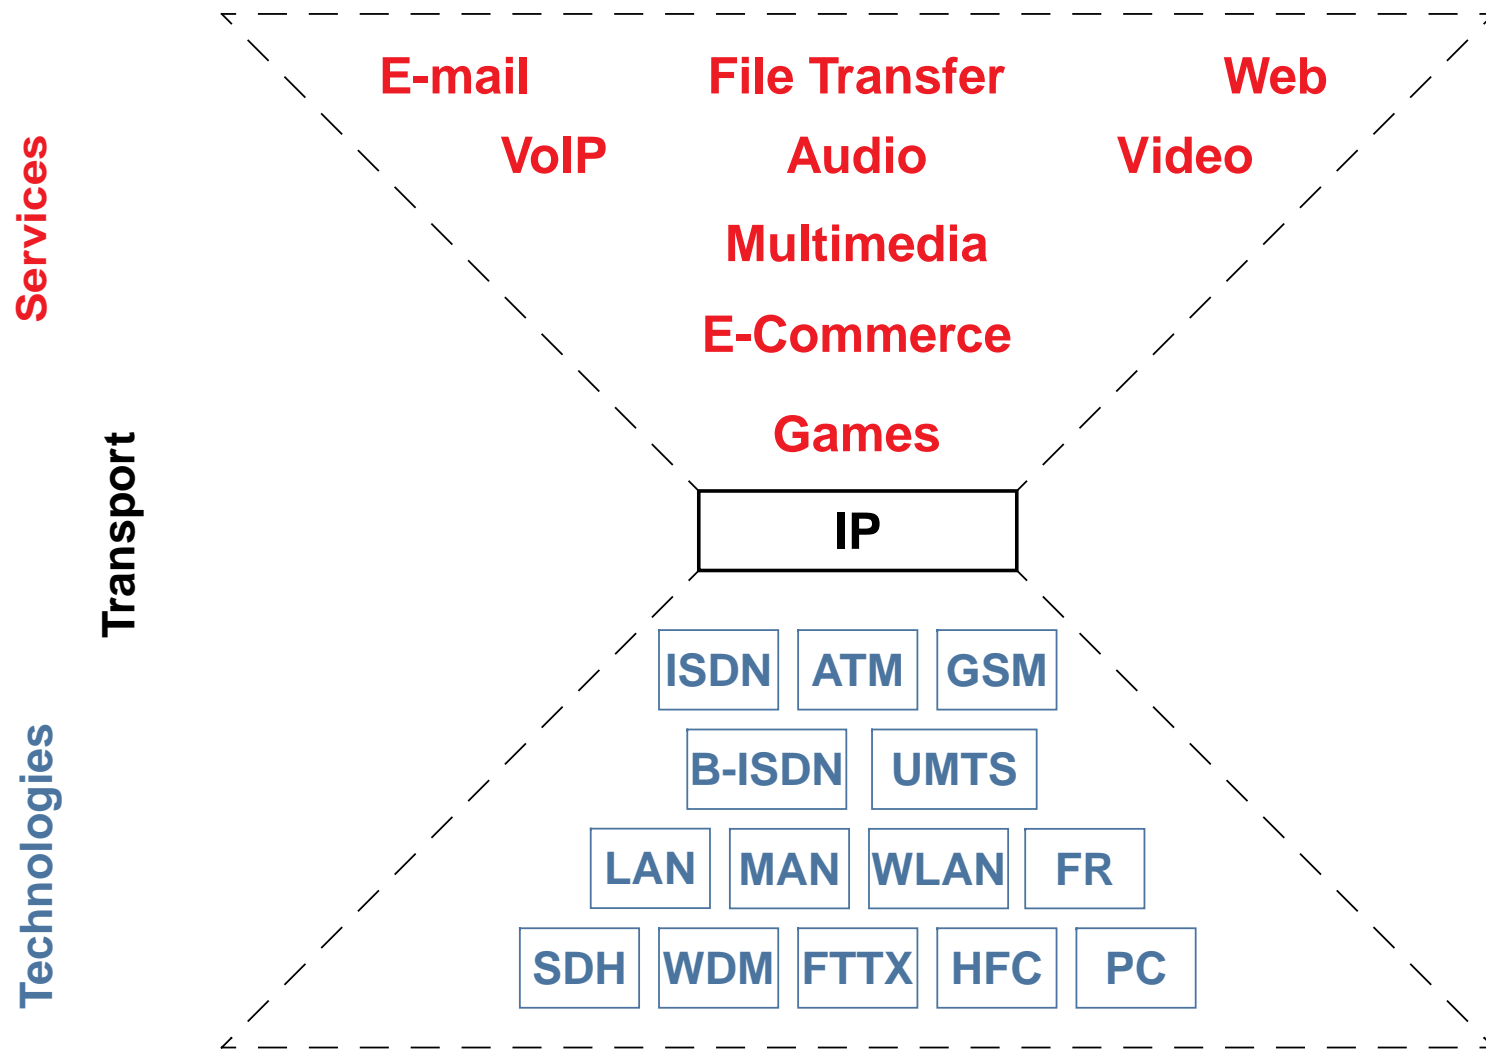 E-mail File Transfer Web
VoIP Audio Video
Multimedia
E-Commerce
Games
IP
ISDN ATM GSM
B-ISDN UMTS
LAN MAN WLAN FR
SDH WDM FTTX HFC PC
Services
Transport
Technologies